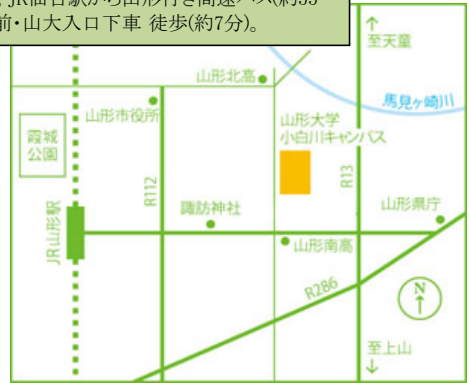 JR仙台駅から山形行き高速バス(約55
前・山大入口下車 徒歩(約7分)。
至天童
山形北高
馬見ヶ崎川
山形市役所
山形大学
小白川キャンパス
霞城
公園
R112
R13
諏訪神社
山形県庁
JR山形駅
山形南高
R286
N
至上山